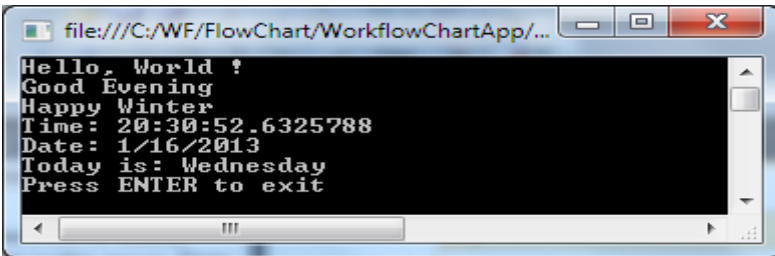 file:///C:/WF/FlowChart/WorkflowChartApp/...
Hello, World !
Good Evening
Happy Winter
Time: 20:30:52.6325788
Date: 1/16/2013
Today is: Wednesday
Press ENTER to exit